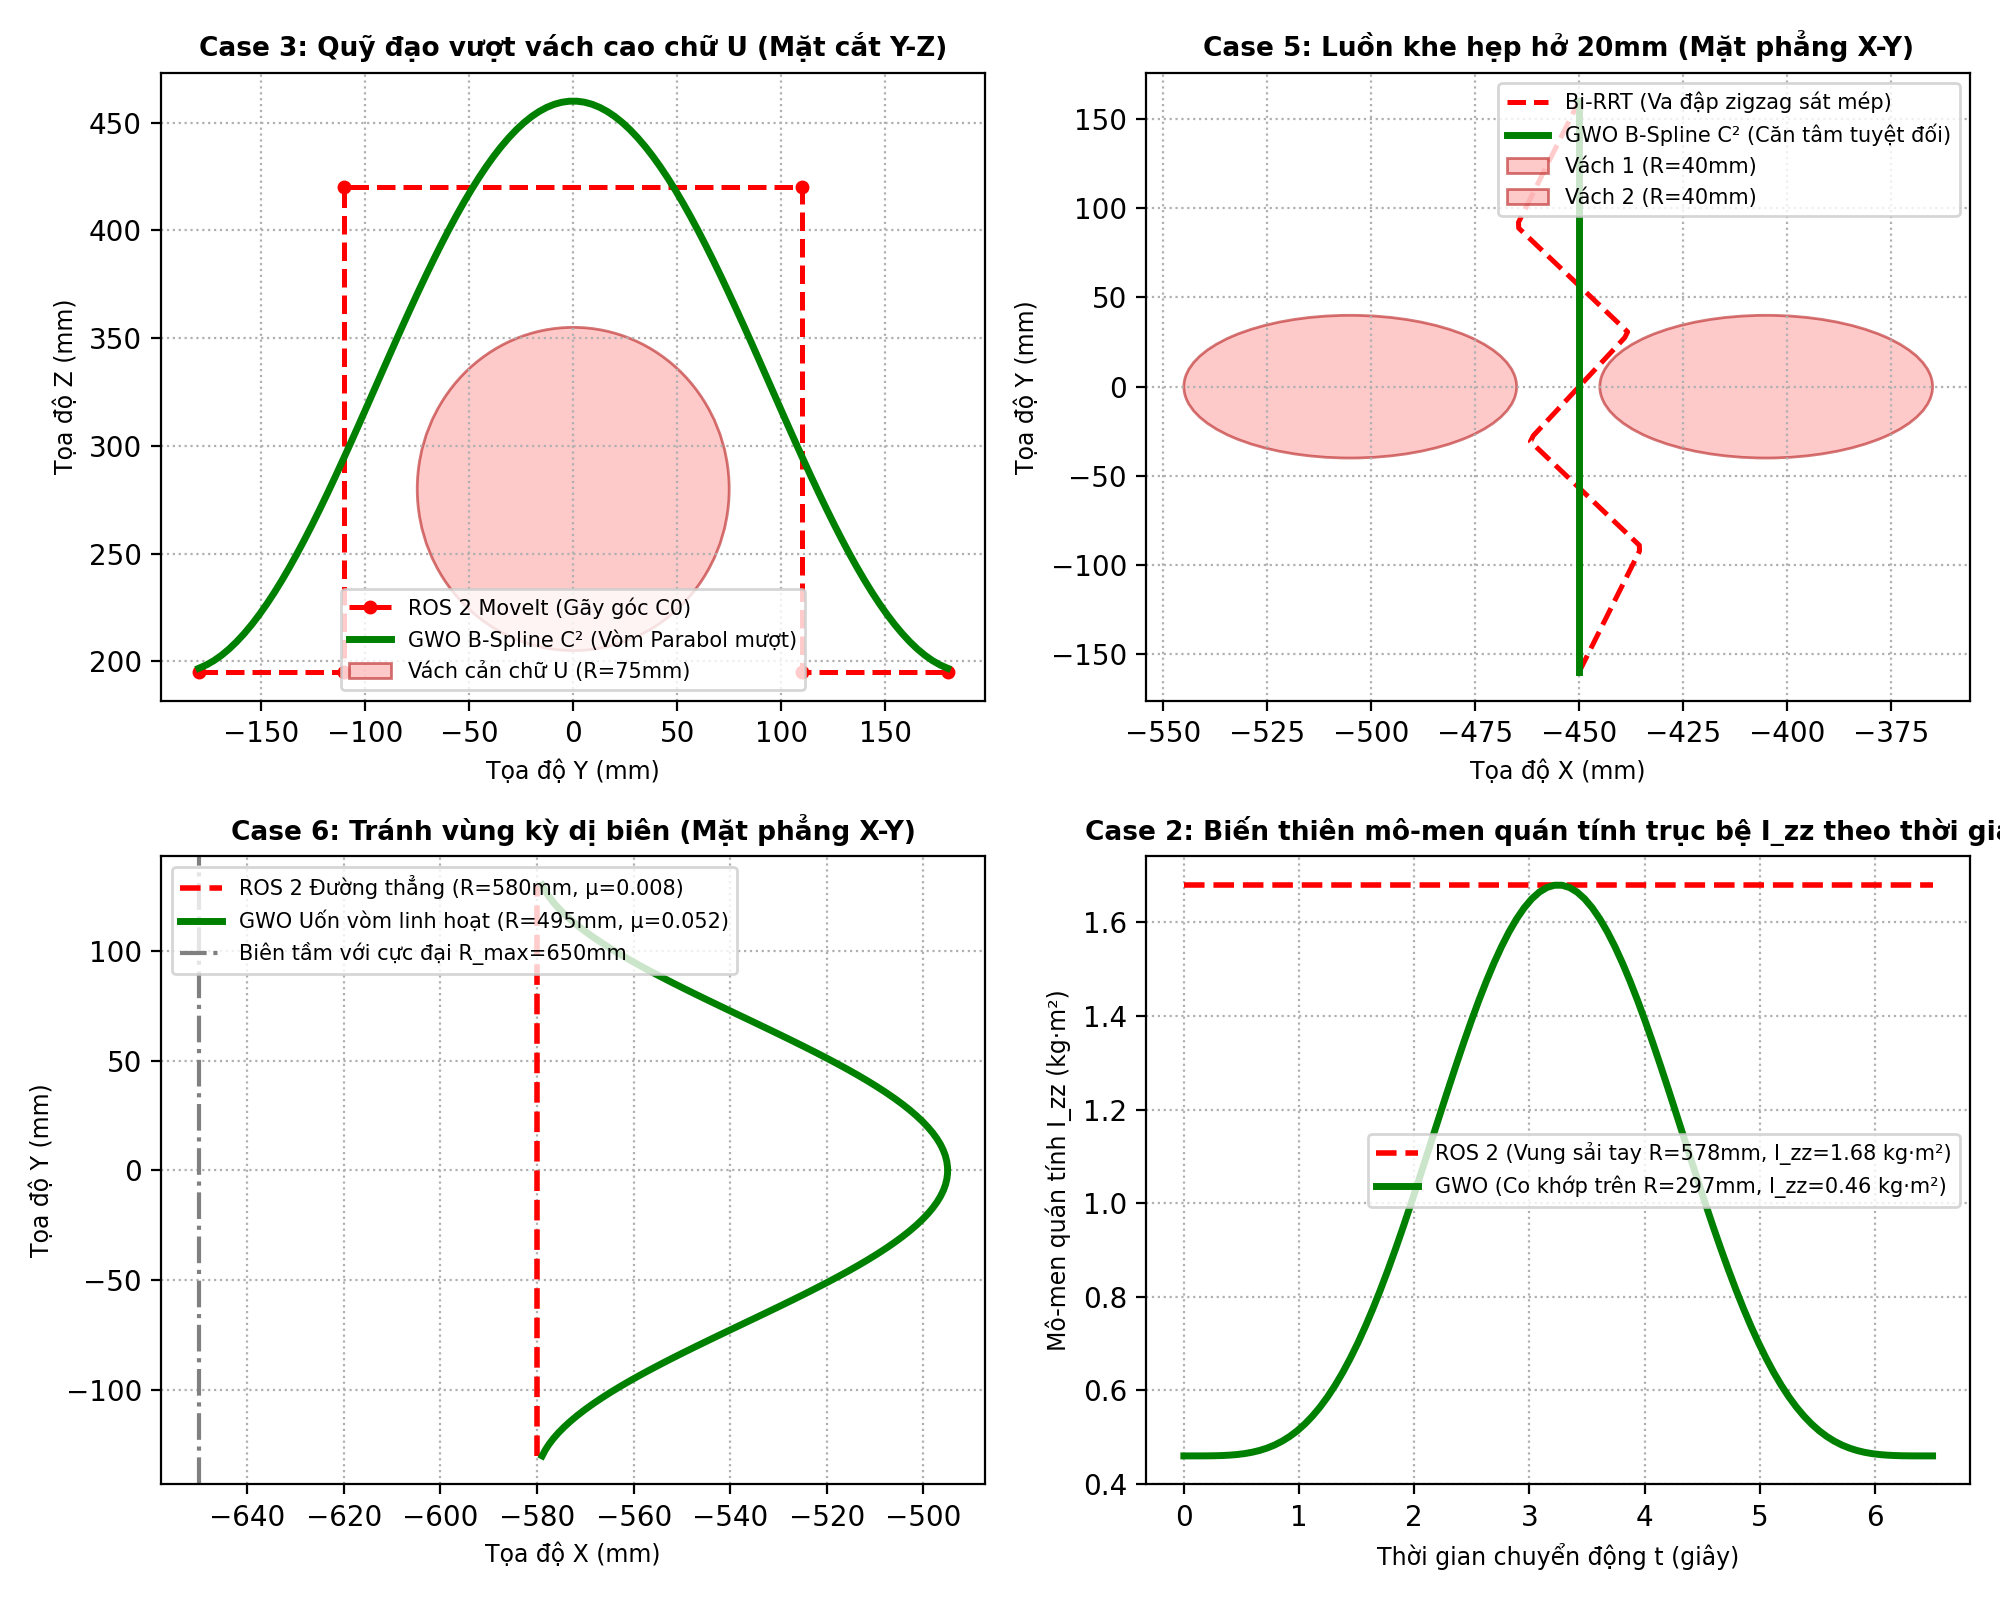 Case 3: Quỹ đạo vượt vách cao chữ U (Mặt cắt Y-Z)
450
400
350
300
250
200
Tọa độ Z (mm)
ROS 2 MoveIt (Gãy góc C0)
GWO B-Spline C² (Vòm Parabol mượt)
Vách cản chữ U (R=75mm)
−150 −100 −50 0 50 100 150
Tọa độ Y (mm)
Case 5: Luồn khe hẹp hở 20mm (Mặt phẳng X-Y)
150
100
50
0
−50
−100
−150
Tọa độ Y (mm)
Bi-RRT (Va đập zigzag sát mép)
GWO B-Spline C² (Căn tâm tuyệt đối)
Vách 1 (R=40mm)
Vách 2 (R=40mm)
−550 −525 −500 −475 −450 −425 −400 −375
Tọa độ X (mm)
Case 6: Tránh vùng kỳ dị biên (Mặt phẳng X-Y)
100
50
0
−50
−100
Tọa độ Y (mm)
ROS 2 Đường thẳng (R=580mm, μ=0.008)
GWO Uốn vòm linh hoạt (R=495mm, μ=0.052)
Biên tầm với cực đại R_max=650mm
−640 −620 −600 −580 −560 −540 −520 −500
Tọa độ X (mm)
Case 2: Biến thiên mô-men quán tính trục bệ I_zz theo thời gia
1.6
1.4
1.2
1.0
0.8
0.6
0.4
Mô-men quán tính I_zz (kg·m²)
ROS 2 (Vung sải tay R=578mm, I_zz=1.68 kg·m²)
GWO (Co khớp trên R=297mm, I_zz=0.46 kg·m²)
0 1 2 3 4 5 6
Thời gian chuyển động t (giây)